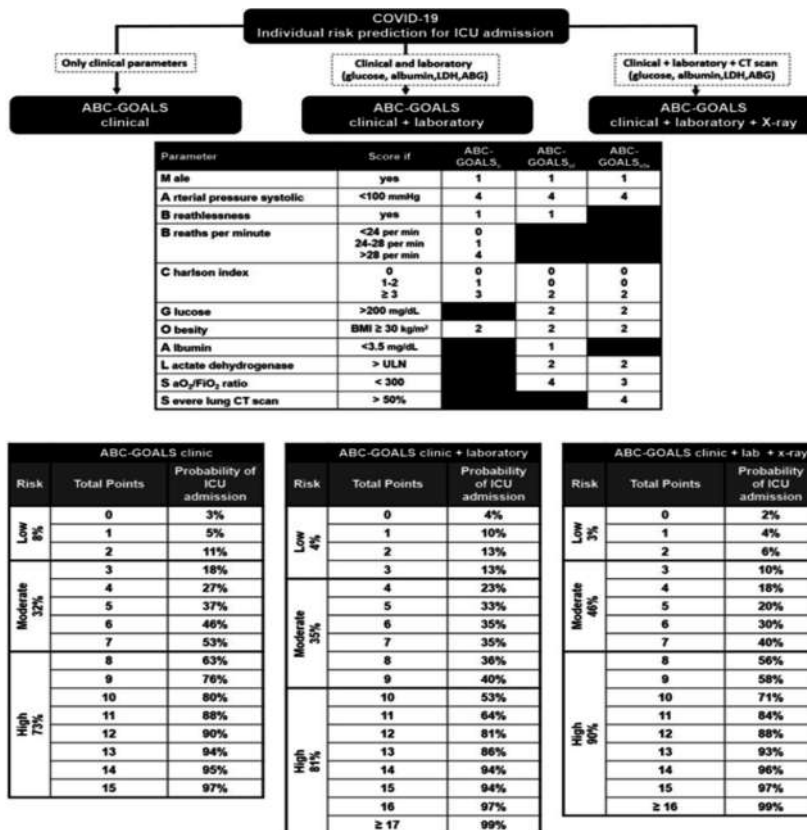 COVID-19
Individual risk prediction for ICU admission
Only clinical parameters
Clinical and laboratory
(glucose, albumin,LDH,ABG)
Clinical + laboratory + CT scan
(glucose, albumin,LDH,ABG)
ABC-GOALS
clinical
ABC-GOALS
clinical + laboratory
ABC-GOALS
clinical + laboratory + X-ray
Parameter Score if ABC-GOALSc ABC-GOALScl ABC-GOALSclx
M ale yes 1 1 1
A rterial pressure systolic <100 mmHg 4 4 4
B reathlessness yes 1 1
B reaths per minute <24 per min 0
24-28 per min 1
>28 per min 4
C harlson index 0 0 0 0
1-2 1 0 0
≥ 3 3 2 2
G lucose >200 mg/dL 2 2
O besity BMI ≥ 30 kg/m² 2 2 2
A lbumin <3.5 mg/dL 1
L actate dehydrogenase > ULN 2 2
S aO₂/FiO₂ ratio < 300 4 3
S evere lung CT scan > 50% 4
ABC-GOALS clinic
Risk Total Points Probability of ICU admission
Low 8%
0 3%
1 5%
2 11%
Moderate 32%
3 18%
4 27%
5 37%
6 46%
7 53%
High 73%
8 63%
9 76%
10 80%
11 88%
12 90%
13 94%
14 95%
15 97%
ABC-GOALS clinic + laboratory
Risk Total Points Probability of ICU admission
Low 4%
0 4%
1 10%
2 13%
3 13%
Moderate 35%
4 23%
5 33%
6 35%
7 35%
8 36%
9 40%
High 81%
10 53%
11 64%
12 81%
13 86%
14 94%
15 94%
16 97%
≥ 17 99%
ABC-GOALS clinic + lab + x-ray
Risk Total Points Probability of ICU admission
Low 3%
0 2%
1 4%
2 6%
Moderate 46%
3 10%
4 18%
5 20%
6 30%
7 40%
High 90%
8 56%
9 58%
10 71%
11 84%
12 88%
13 93%
14 96%
15 97%
≥ 16 99%